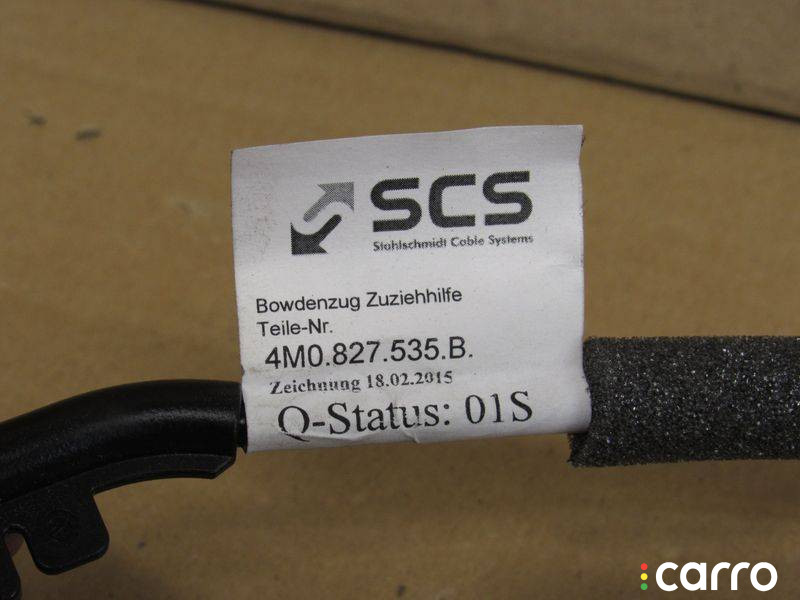 SCS
Stahlschmidt Cable Systems
Bowdenzug Zuziehhilfe
Teile-Nr.
4M0.827.535.B.
Zeichnung 18.02.2015
Q-Status: 01S
carro